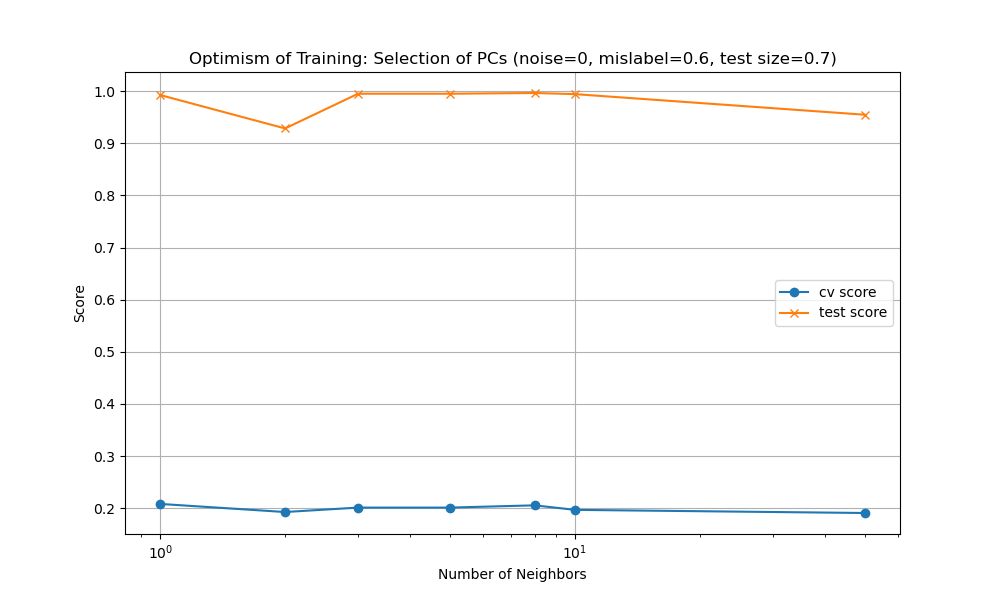 Optimism of Training: Selection of PCs (noise=0, mislabel=0.6, test size=0.7)
1.0
0.9
0.8
0.7
0.6
0.5
0.4
0.3
0.2
Score
cv score
test score
10⁰
10¹
Number of Neighbors